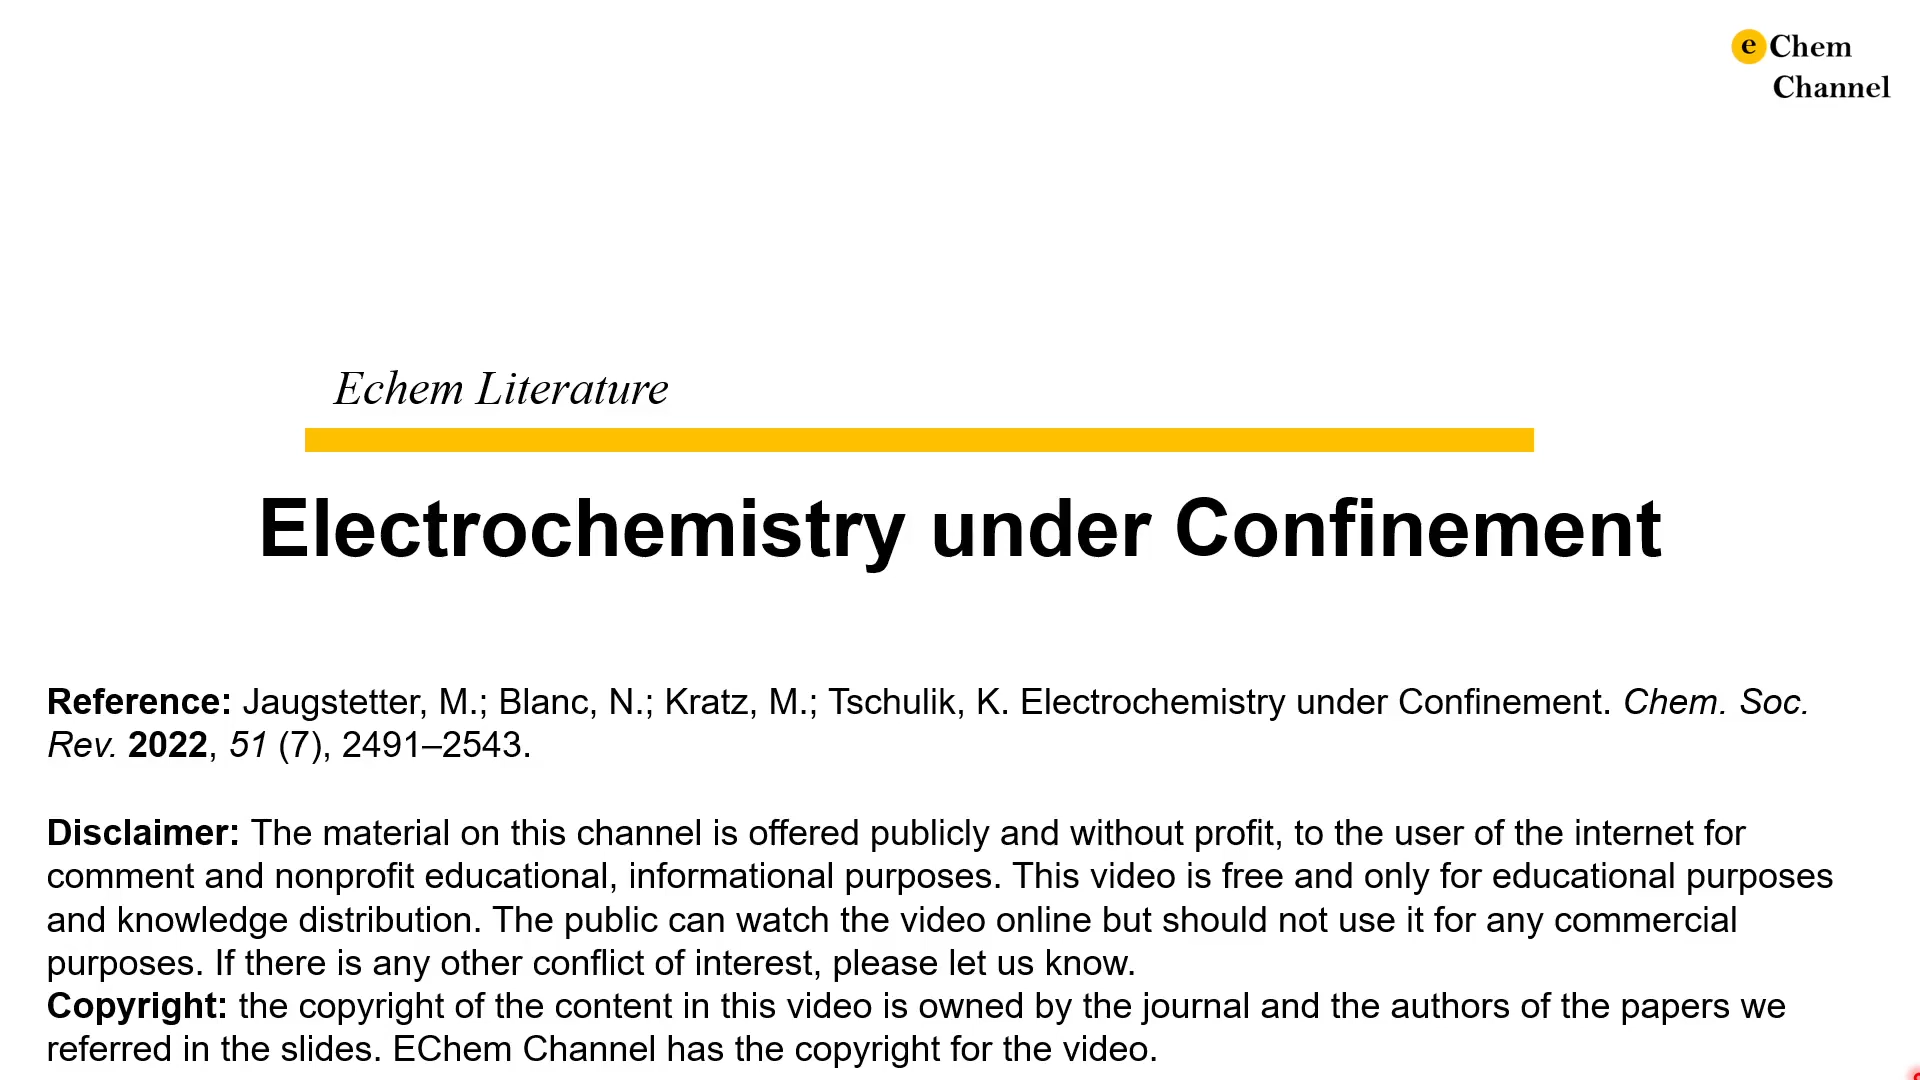 e Chem
Channel
Echem Literature
Electrochemistry under Confinement
Reference: Jaugstetter, M.; Blanc, N.; Kratz, M.; Tschulik, K. Electrochemistry under Confinement. Chem. Soc.
Rev. 2022, 51 (7), 2491–2543.
Disclaimer: The material on this channel is offered publicly and without profit, to the user of the internet for
comment and nonprofit educational, informational purposes. This video is free and only for educational purposes
and knowledge distribution. The public can watch the video online but should not use it for any commercial
purposes. If there is any other conflict of interest, please let us know.
Copyright: the copyright of the content in this video is owned by the journal and the authors of the papers we
referred in the slides. EChem Channel has the copyright for the video.